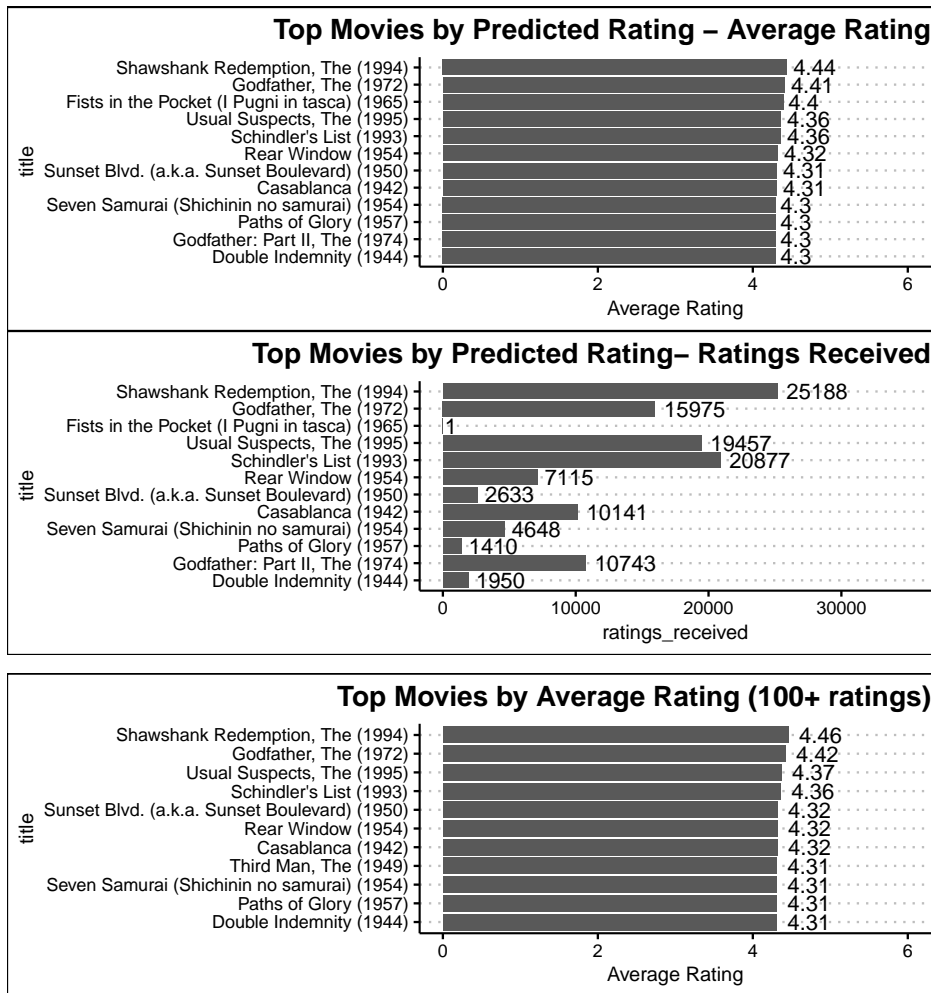 Top Movies by Predicted Rating – Average Rating
title
Shawshank Redemption, The (1994) 4.44
Godfather, The (1972) 4.41
Fists in the Pocket (I Pugni in tasca) (1965) 4.4
Usual Suspects, The (1995) 4.36
Schindler's List (1993) 4.36
Rear Window (1954) 4.32
Sunset Blvd. (a.k.a. Sunset Boulevard) (1950) 4.31
Casablanca (1942) 4.31
Seven Samurai (Shichinin no samurai) (1954) 4.3
Paths of Glory (1957) 4.3
Godfather: Part II, The (1974) 4.3
Double Indemnity (1944) 4.3
0 2 4 6
Average Rating
Top Movies by Predicted Rating– Ratings Received
title
Shawshank Redemption, The (1994) 25188
Godfather, The (1972) 15975
Fists in the Pocket (I Pugni in tasca) (1965) 1
Usual Suspects, The (1995) 19457
Schindler's List (1993) 20877
Rear Window (1954) 7115
Sunset Blvd. (a.k.a. Sunset Boulevard) (1950) 2633
Casablanca (1942) 10141
Seven Samurai (Shichinin no samurai) (1954) 4648
Paths of Glory (1957) 1410
Godfather: Part II, The (1974) 10743
Double Indemnity (1944) 1950
0 10000 20000 30000
ratings_received
Top Movies by Average Rating (100+ ratings)
title
Shawshank Redemption, The (1994) 4.46
Godfather, The (1972) 4.42
Usual Suspects, The (1995) 4.37
Schindler's List (1993) 4.36
Sunset Blvd. (a.k.a. Sunset Boulevard) (1950) 4.32
Rear Window (1954) 4.32
Casablanca (1942) 4.32
Third Man, The (1949) 4.31
Seven Samurai (Shichinin no samurai) (1954) 4.31
Paths of Glory (1957) 4.31
Double Indemnity (1944) 4.31
0 2 4 6
Average Rating